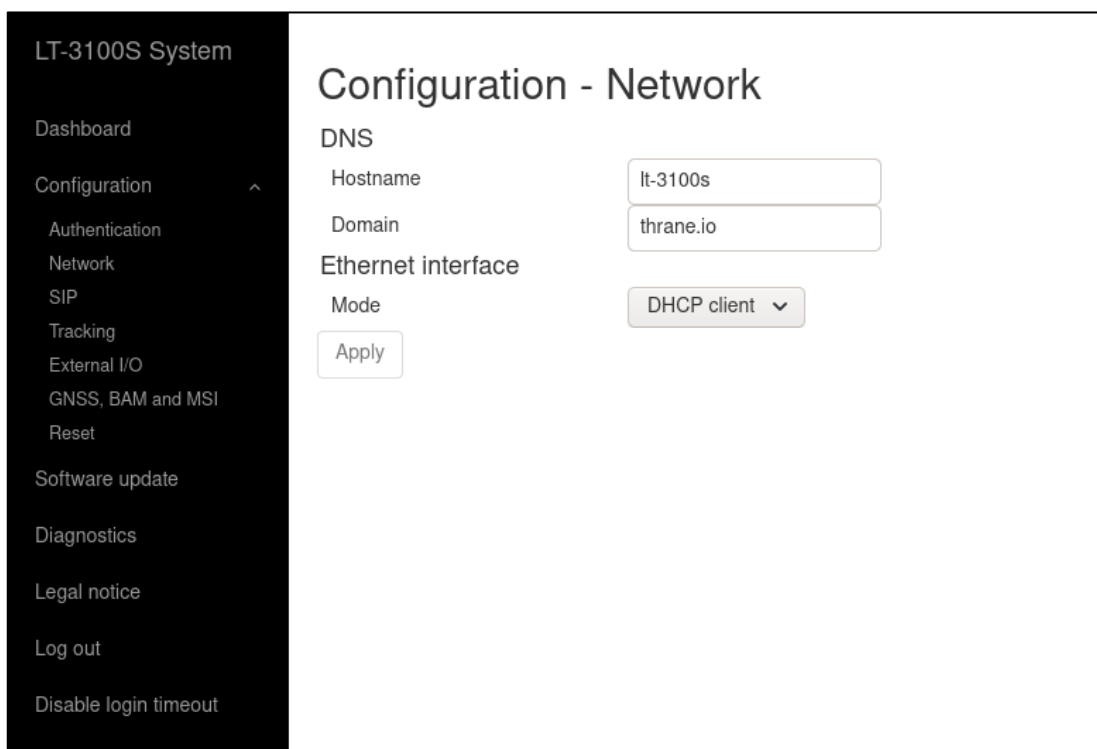 LT-3100S System
Dashboard
Configuration
Authentication
Network
SIP
Tracking
External I/O
GNSS, BAM and MSI
Reset
Software update
Diagnostics
Legal notice
Log out
Disable login timeout
Configuration - Network
DNS
Hostname lt-3100s
Domain thrane.io
Ethernet interface
Mode DHCP client
Apply